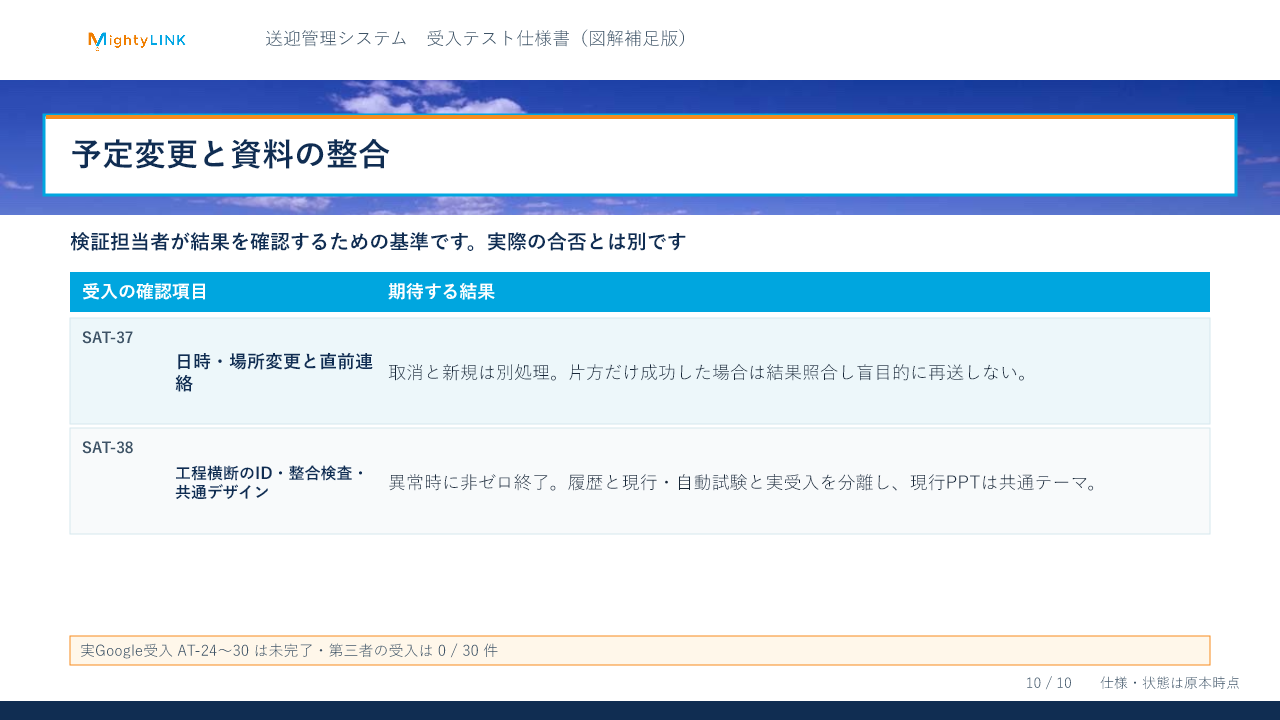 MightyLINK
送迎管理システム　受入テスト仕様書（図解補足版）
予定変更と資料の整合
検証担当者が結果を確認するための基準です。実際の合否とは別です
受入の確認項目 期待する結果
SAT-37
日時・場所変更と直前連
絡
取消と新規は別処理。片方だけ成功した場合は結果照合し盲目的に再送しない。
SAT-38
工程横断のID・整合検査・
共通デザイン
異常時に非ゼロ終了。履歴と現行・自動試験と実受入を分離し、現行PPTは共通テーマ。
実Google受入 AT-24～30 は未完了・第三者の受入は 0 / 30 件
10 / 10 仕様・状態は原本時点